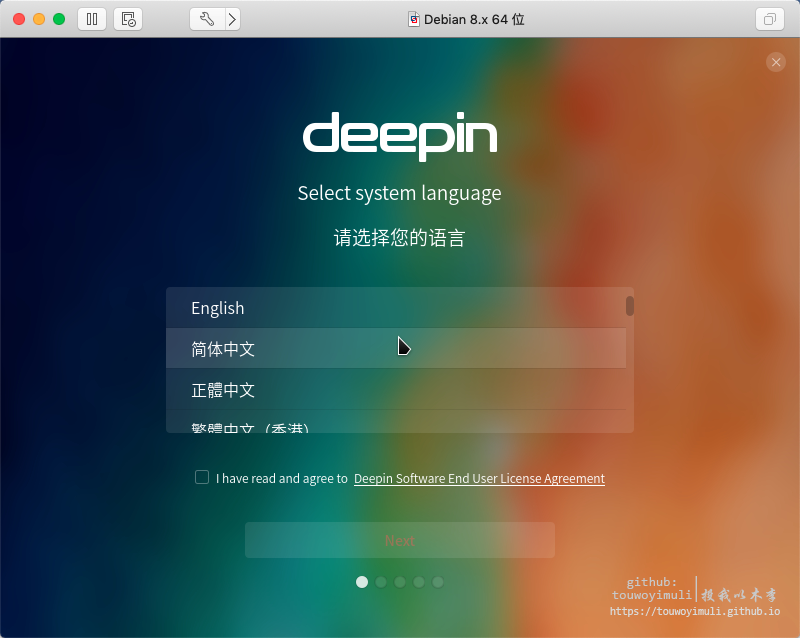 Debian 8.x 64 位
deepin
Select system language
请选择您的语言
English
简体中文
正體中文
繁體中文（香港）
I have read and agree to Deepin Software End User License Agreement
Next
github:
touwoyimuli
投我以木李
https://touwoyimuli.github.io